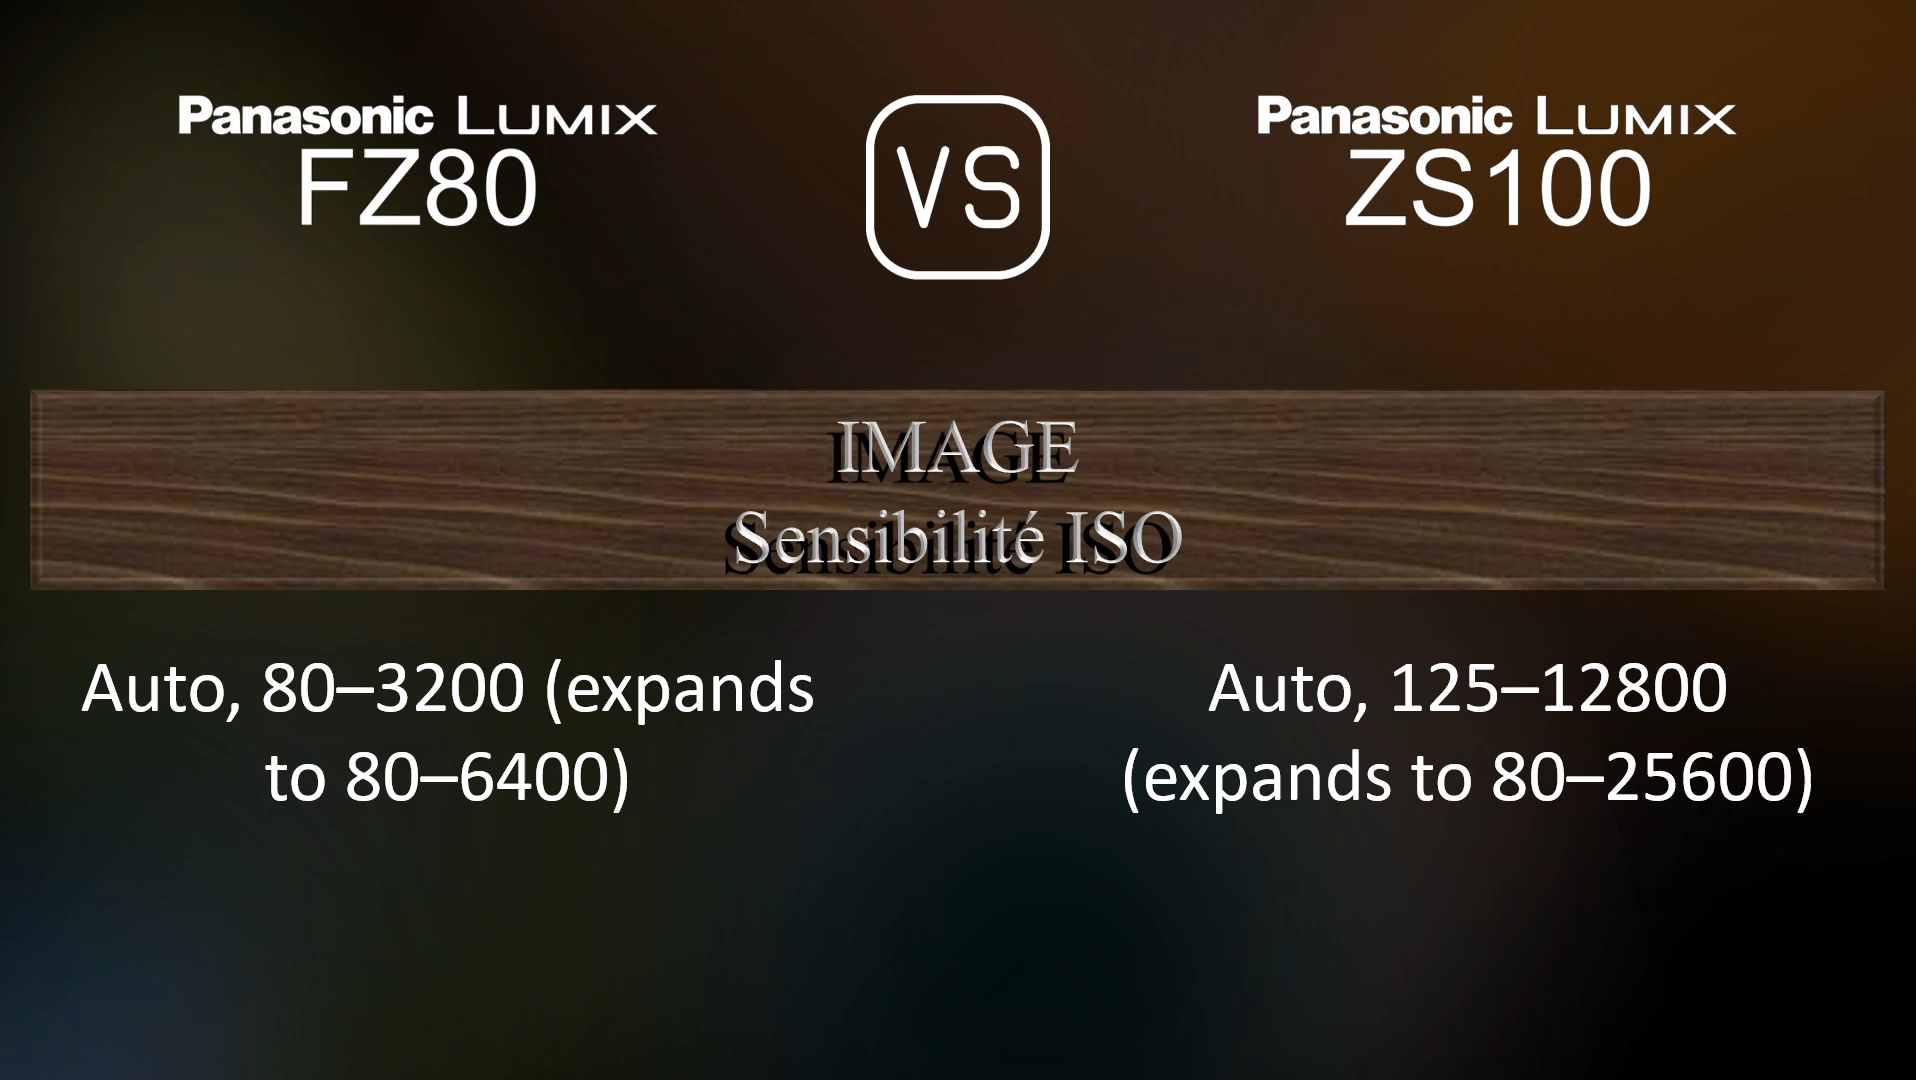 Panasonic LUMIX
FZ80
VS
Panasonic LUMIX
ZS100
IMAGE
Sensibilité ISO
Auto, 80–3200 (expands
to 80–6400)
Auto, 125–12800
(expands to 80–25600)